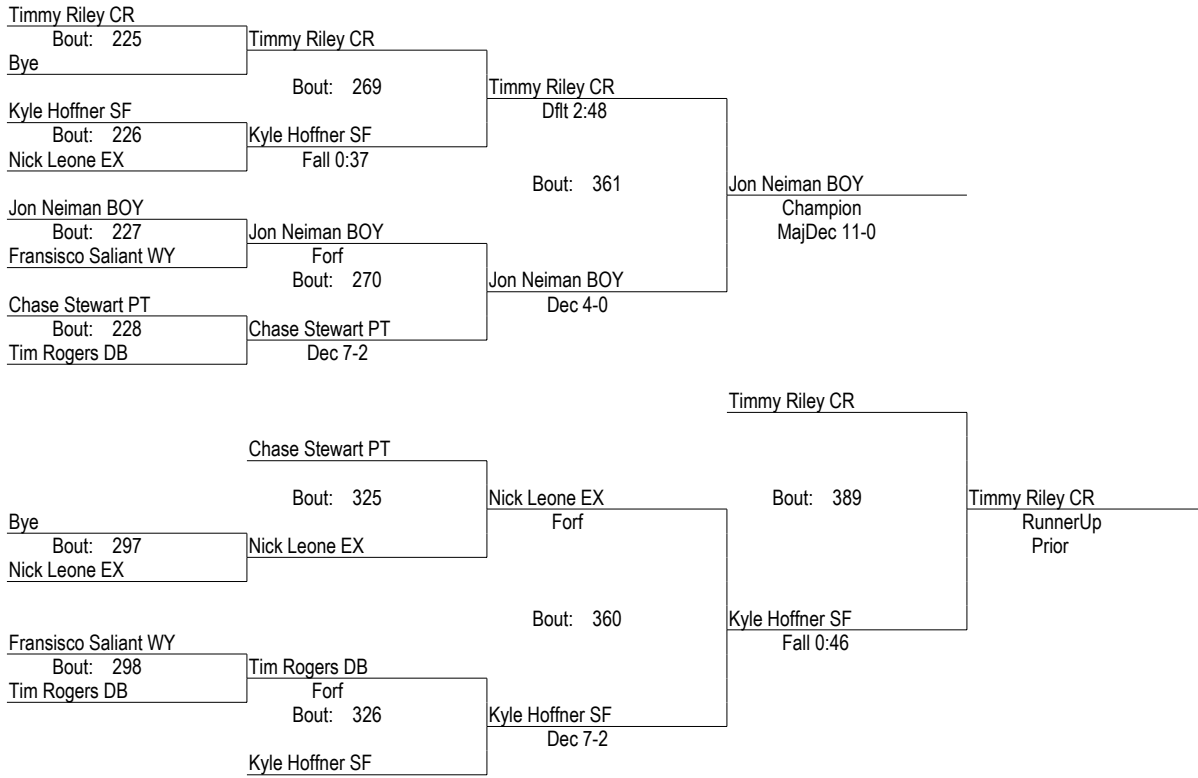 Timmy Riley CR
Bout: 225
Timmy Riley CR
Bye
Bout: 269
Timmy Riley CR
Kyle Hoffner SF
Dflt 2:48
Bout: 226
Kyle Hoffner SF
Nick Leone EX
Fall 0:37
Bout: 361
Jon Neiman BOY
Jon Neiman BOY
Champion
Bout: 227
Jon Neiman BOY
MajDec 11-0
Fransisco Saliant WY
Forf
Bout: 270
Jon Neiman BOY
Chase Stewart PT
Dec 4-0
Bout: 228
Chase Stewart PT
Tim Rogers DB
Dec 7-2
Timmy Riley CR
Chase Stewart PT
Bout: 325
Nick Leone EX
Bout: 389
Timmy Riley CR
Bye
Forf
RunnerUp
Bout: 297
Nick Leone EX
Prior
Nick Leone EX
Bout: 360
Kyle Hoffner SF
Fransisco Saliant WY
Fall 0:46
Bout: 298
Tim Rogers DB
Tim Rogers DB
Forf
Bout: 326
Kyle Hoffner SF
Dec 7-2
Kyle Hoffner SF